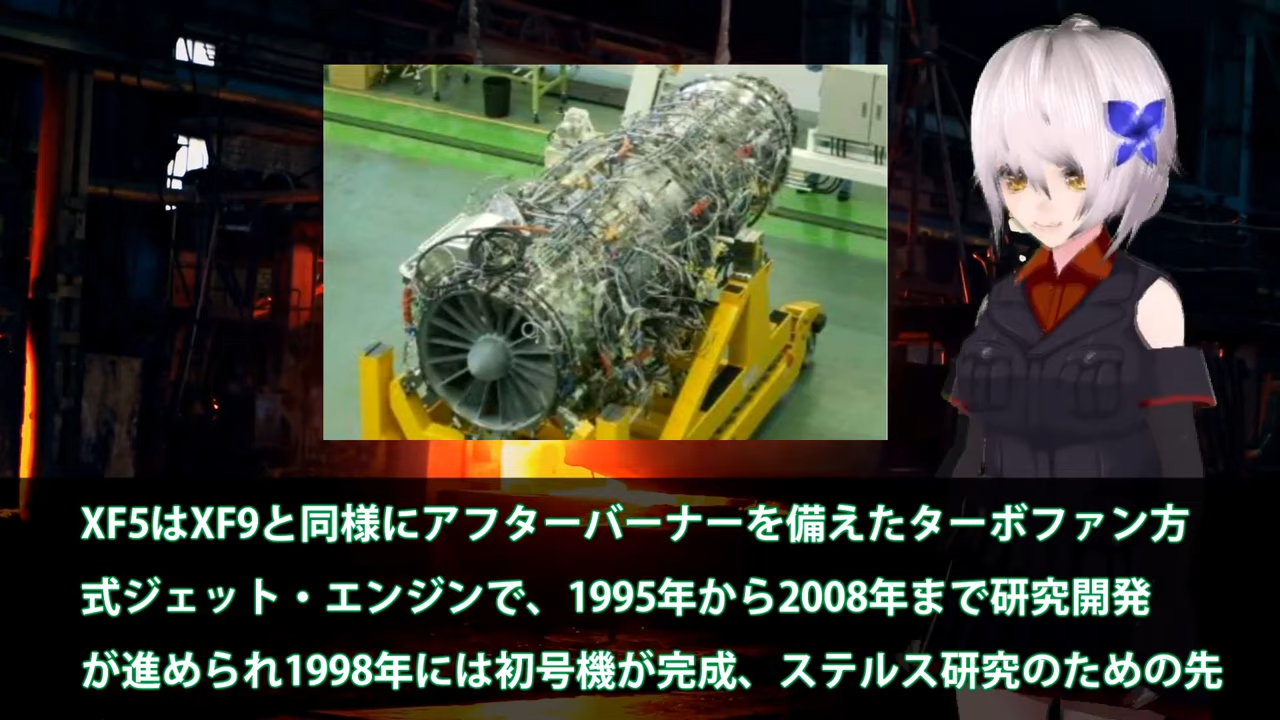 XF5はXF9と同様にアフターバーナーを備えたターボファン方
式ジェット・エンジンで、1995年から2008年まで研究開発
が進められ1998年には初号機が完成、ステルス研究のための先